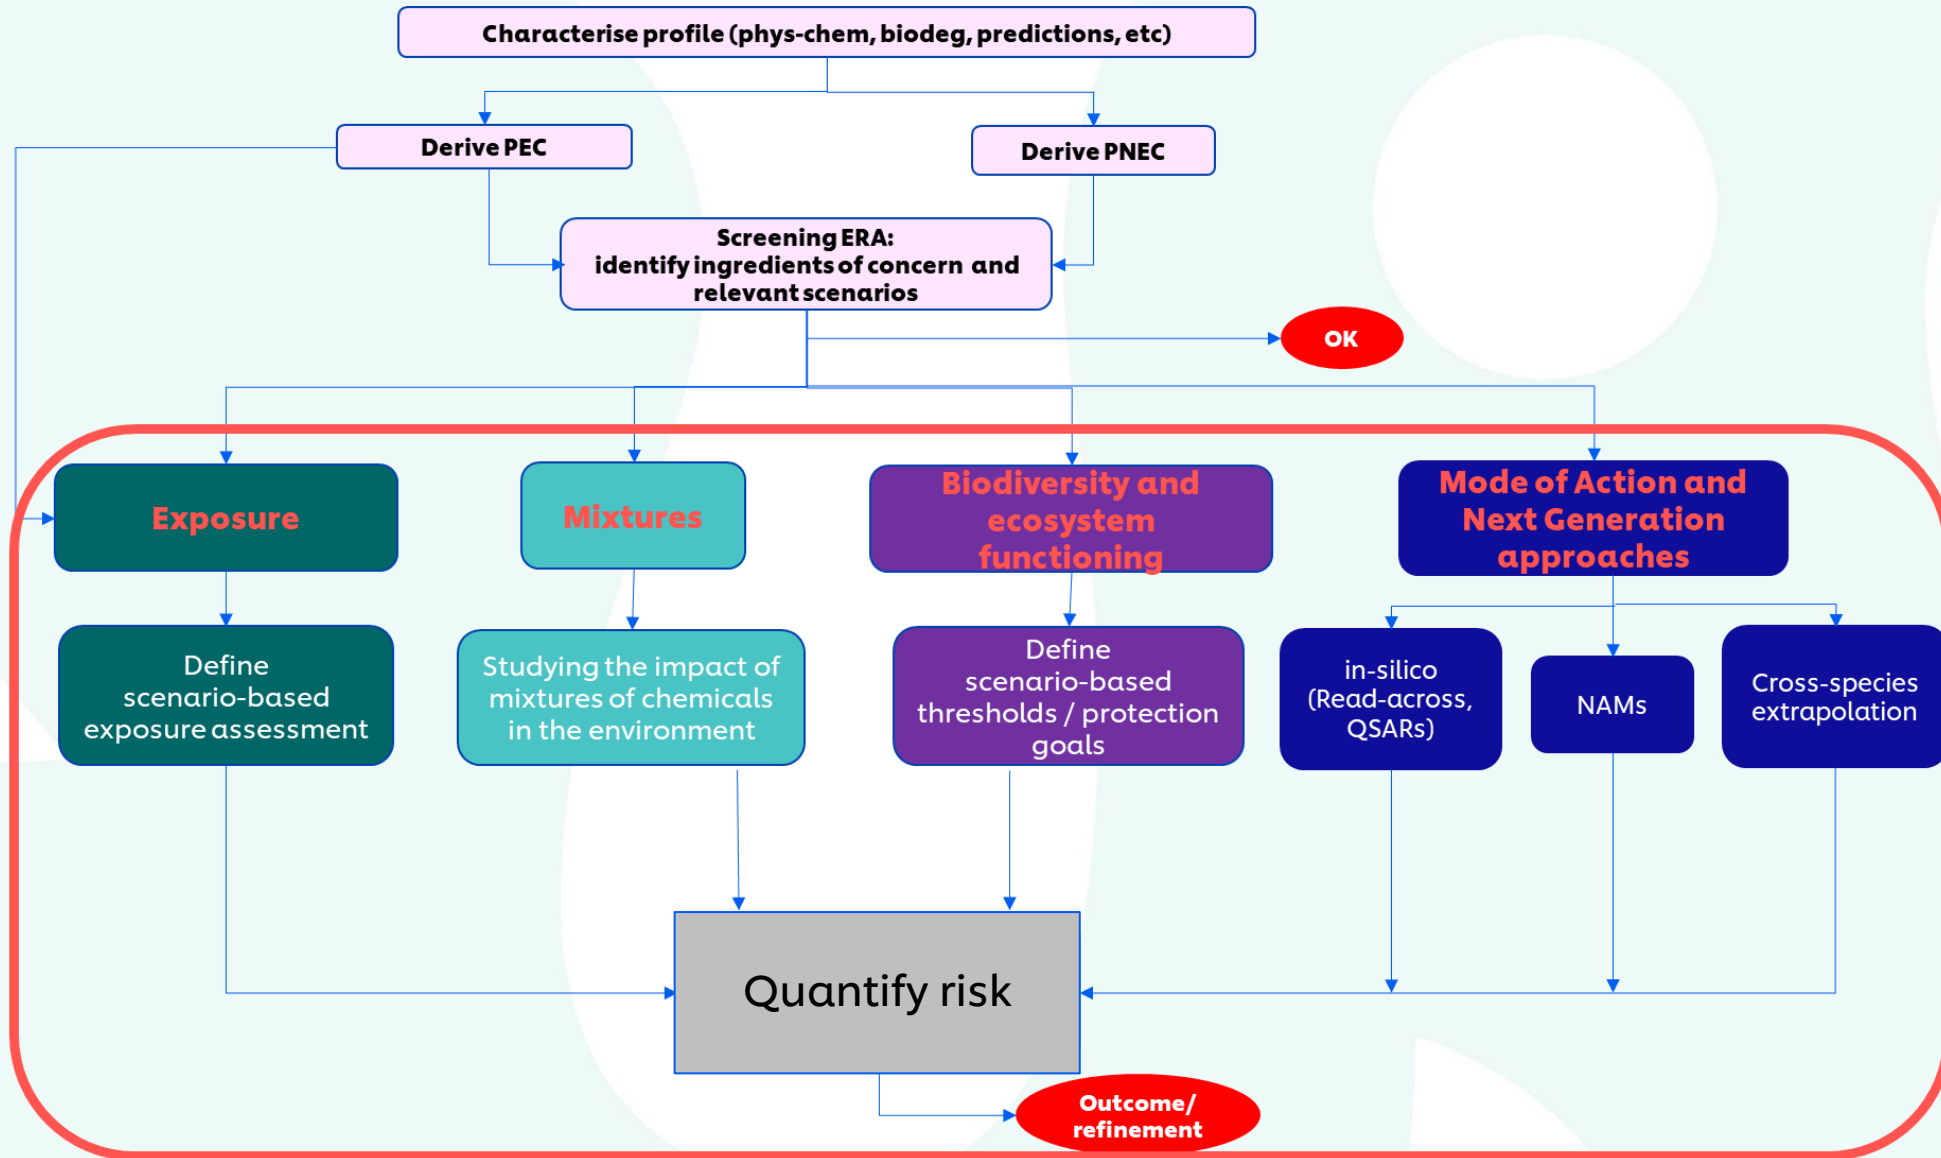 Characterise profile (phys-chem, biodeg, predictions, etc)
Derive PEC
Derive PNEC
Screening ERA:
identify ingredients of concern and
relevant scenarios
OK
Exposure
Mixtures
Biodiversity and
ecosystem
functioning
Mode of Action and
Next Generation
approaches
Define
scenario-based
exposure assessment
Studying the impact of
mixtures of chemicals
in the environment
Define
scenario-based
thresholds / protection
goals
in-silico
(Read-across,
QSARs)
NAMs
Cross-species
extrapolation
Quantify risk
Outcome/
refinement